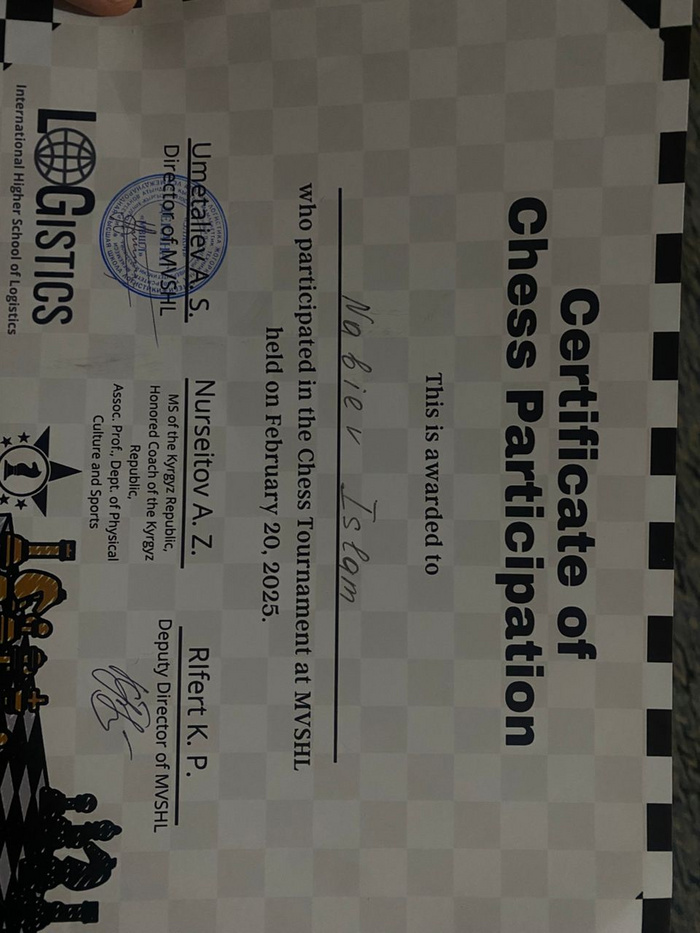 Certificate of
Chess Participation
This is awarded to
Nabiev Islam
who participated in the Chess Tournament at MVSHL
held on February 20, 2025.
Umetaliev A. S.
Director of MVSHL
Nurseitov A. Z.
MS of the Kyrgyz Republic,
Honored Coach of the Kyrgyz
Republic,
Assoc. Prof., Dept. of Physical
Culture and Sports
RIfert K. P.
Deputy Director of MVSHL
LOGISTICS
International Higher School of Logistics